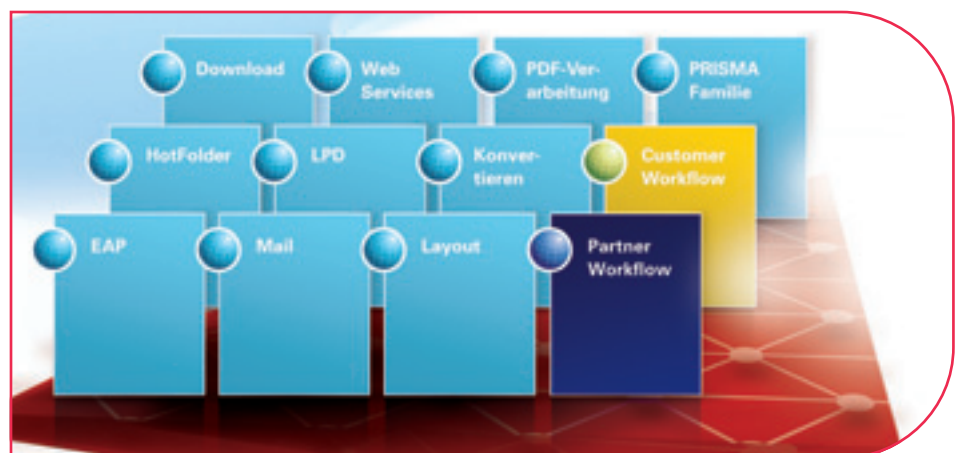 Download
Web
Services
PDF-Ver-
arbeitung
PRISMA
Familie
HotFolder
LPD
Konver-
tieren
Customer
Workflow
EAP
Mail
Layout
Partner
Workflow